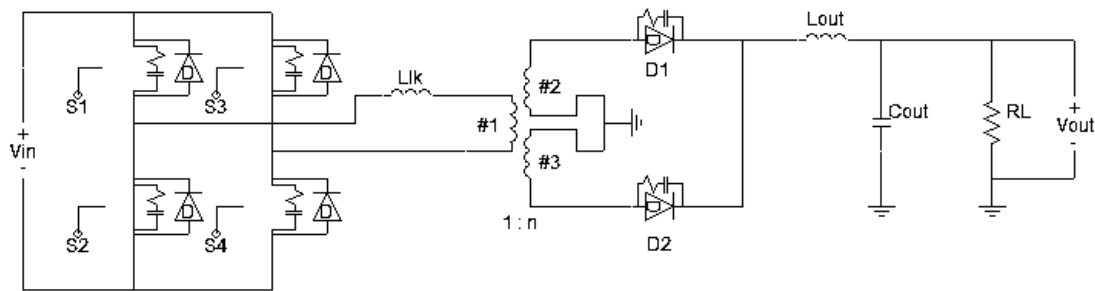 S1
S3
S2
S4
+
Vin
-
D
D
D
D
Llk
#1
#2
#3
1 : n
D
D1
D
D2
Lout
Cout
RL
+
Vout
-